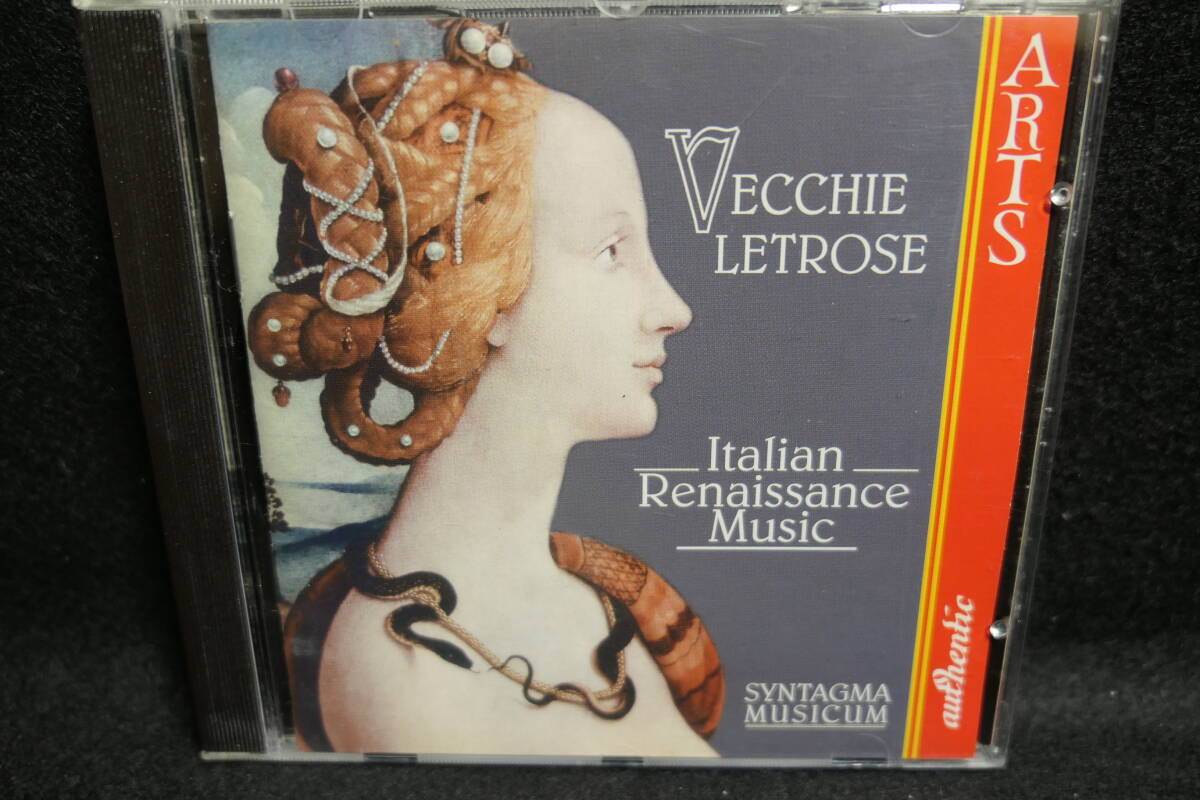 VECCHIE
LETROSE
Italian
Renaissance
Music
SYNTAGMA
MUSICUM
ARTS
authentic